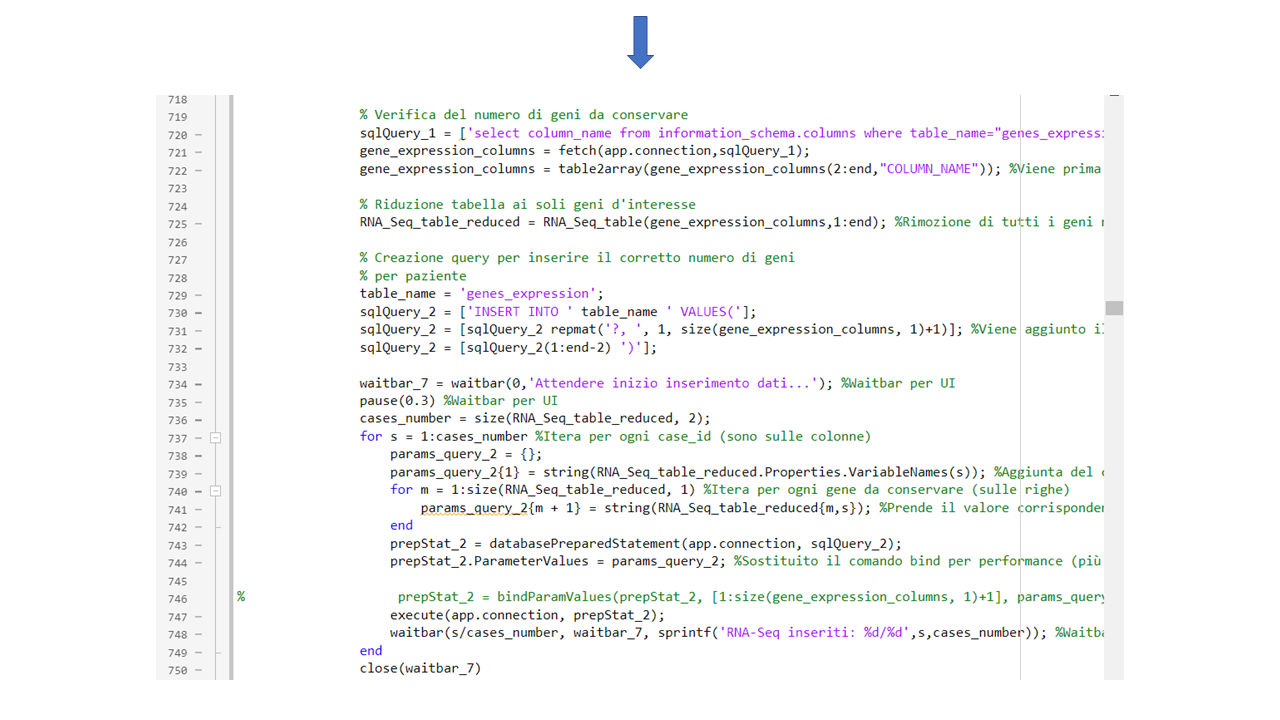 718
719 % Verifica del numero di geni da conservare
720 sqlQuery_1 = ['select column_name from information_schema.columns where table_name="genes_expressi
721 gene_expression_columns = fetch(app.connection,sqlQuery_1);
722 gene_expression_columns = table2array(gene_expression_columns(2:end,"COLUMN_NAME")); %Viene prima
723
724 % Riduzione tabella ai soli geni d'interesse
725 RNA_Seq_table_reduced = RNA_Seq_table(gene_expression_columns,1:end); %Rimozione di tutti i geni
726
727 % Creazione query per inserire il corretto numero di geni
728 % per paziente
729 table_name = 'genes_expression';
730 sqlQuery_2 = ['INSERT INTO ' table_name ' VALUES('];
731 sqlQuery_2 = [sqlQuery_2 repmat('?, ', 1, size(gene_expression_columns, 1)+1)]; %Viene aggiunto il
732 sqlQuery_2 = [sqlQuery_2(1:end-2) ')'];
733
734 waitbar_7 = waitbar(0,'Attendere inizio inserimento dati...'); %Waitbar per UI
735 pause(0.3) %Waitbar per UI
736 cases_number = size(RNA_Seq_table_reduced, 2);
737 for s = 1:cases_number %Itera per ogni case_id (sono sulle colonne)
738 params_query_2 = {};
739 params_query_2{1} = string(RNA_Seq_table_reduced.Properties.VariableNames(s)); %Aggiunta del
740 for m = 1:size(RNA_Seq_table_reduced, 1) %Itera per ogni gene da conservare (sulle righe)
741 params_query_2{m + 1} = string(RNA_Seq_table_reduced{m,s}); %Prende il valore corrisponder
742 end
743 prepStat_2 = databasePreparedStatement(app.connection, sqlQuery_2);
744 prepStat_2.ParameterValues = params_query_2; %Sostituito il comando bind per performance (più
745
746 % prepStat_2 = bindParamValues(prepStat_2, [1:size(gene_expression_columns, 1)+1], params_query
747 execute(app.connection, prepStat_2);
748 waitbar(s/cases_number, waitbar_7, sprintf('RNA-Seq inseriti: %d/%d',s,cases_number)); %Waitba
749 end
750 close(waitbar_7)